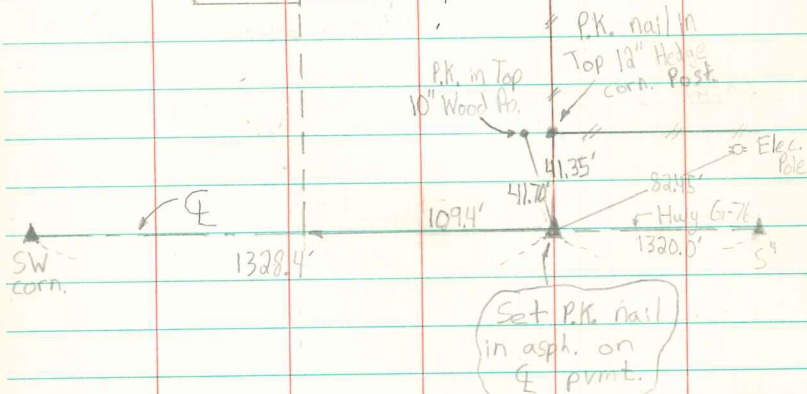 P.K. nail in
Top 12" Hedge
corn. Post.
P.K. in Top
10" Wood Po.
Elec.
Pole
41.35'
41.70'
82.45'
℄
109.4'
Hwy G-76
SW
corn.
1328.4'
1320.0'
S¼
Set P.K. nail
in asph. on
℄ pvmt.